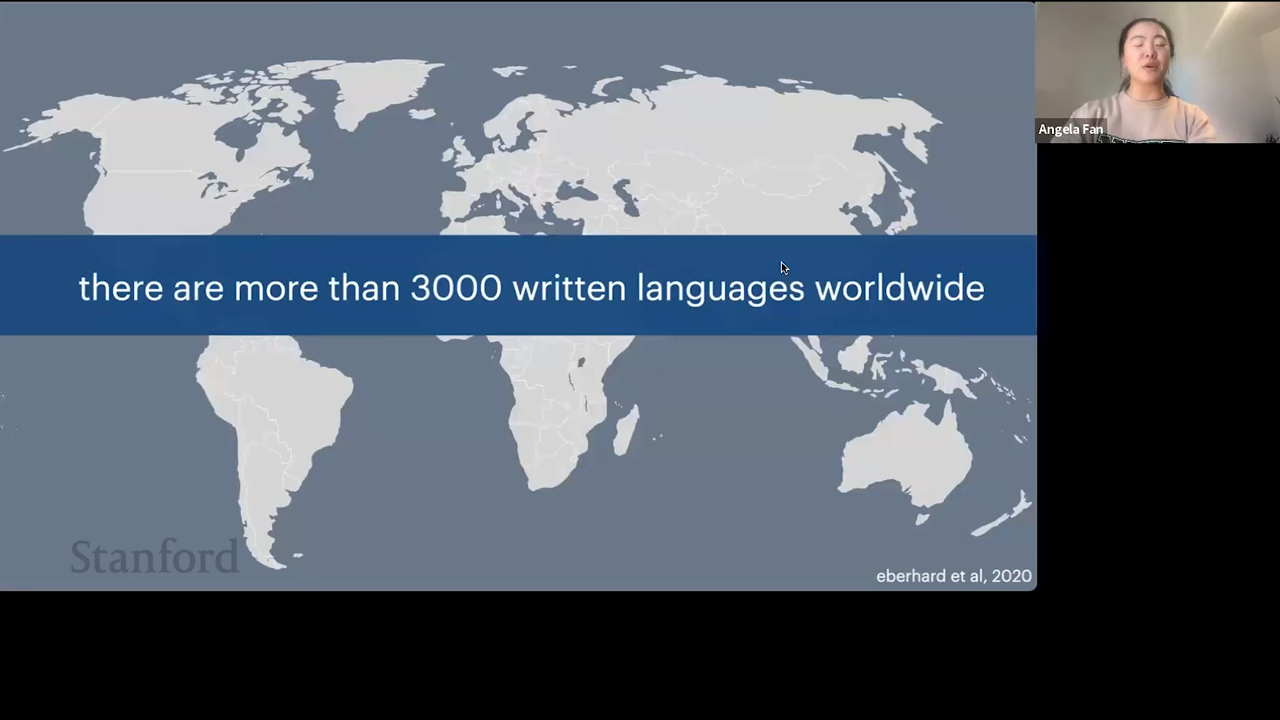 Angela Fan
there are more than 3000 written languages worldwide
Stanford
eberhard et al, 2020